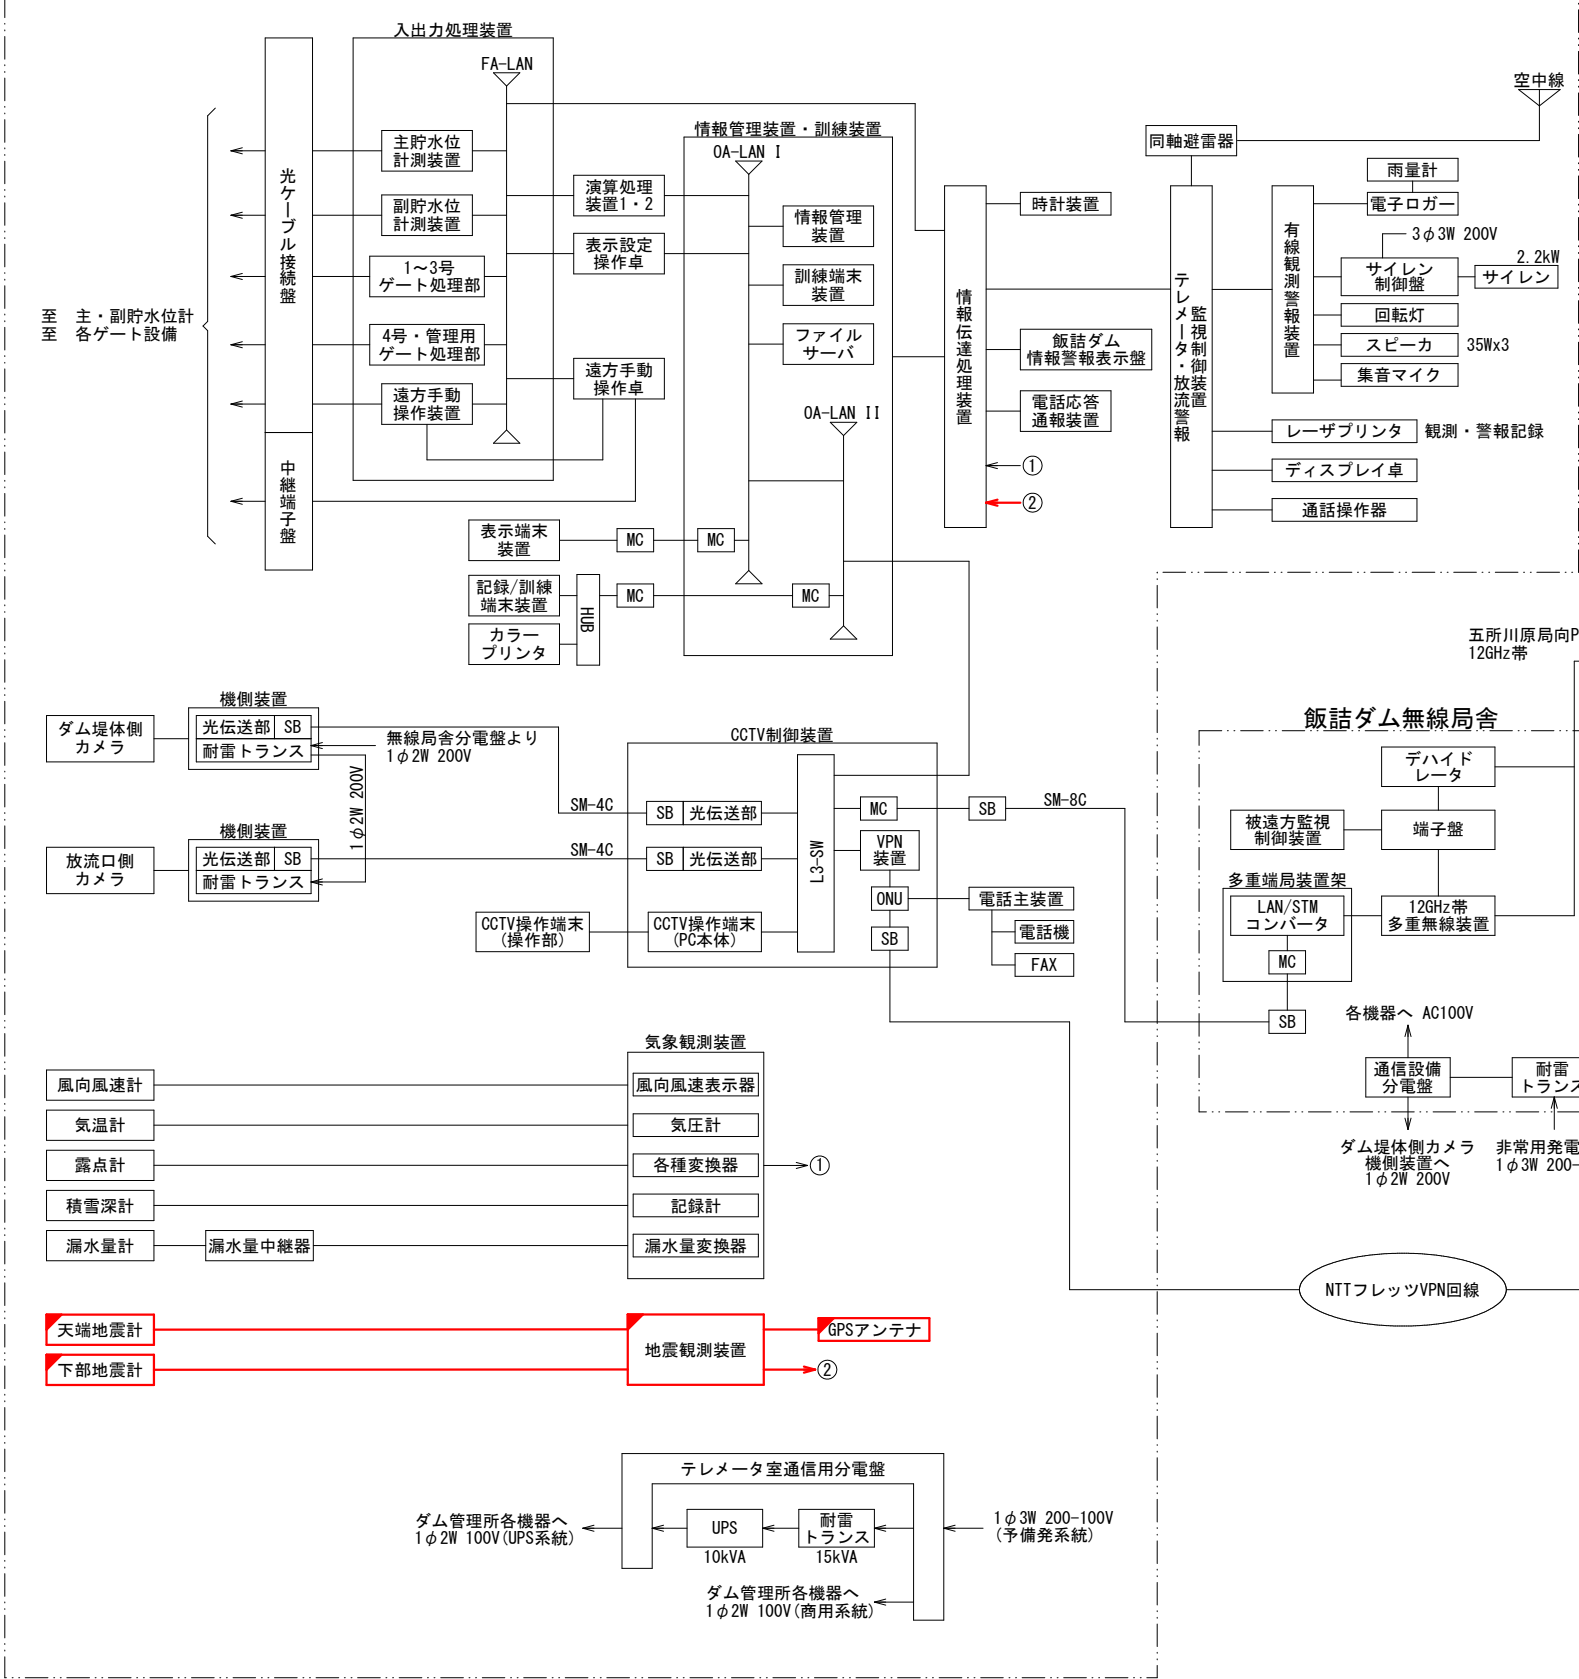 入出力処理装置
FA-LAN
空中線
情報管理装置・訓練装置
OA-LAN I
同軸避雷器
主貯水位
計測装置
光ケーブル接続盤
演算処理
装置1・2
副貯水位
計測装置
情報管理
装置
表示設定
操作卓
1～3号
ゲート処理部
訓練端末
装置
時計装置
雨量計
電子ロガー
3φ3W 200V
有線観測警報装置
サイレン
制御盤
2.2kW
サイレン
至 主・副貯水位計
至 各ゲート設備
4号・管理用
ゲート処理部
ファイル
サーバ
情報伝達処理装置
飯詰ダム
情報警報表示盤
監視制御装置
テレメータ・放流警報
回転灯
スピーカ
35Wx3
集音マイク
遠方手動
操作卓
遠方手動
操作装置
OA-LAN II
電話応答
通報装置
レーザプリンタ
観測・警報記録
中継端子盤
①
②
ディスプレイ卓
通話操作器
表示端末
装置
MC
MC
記録/訓練
端末装置
HUB
MC
MC
カラー
プリンタ
五所川原局向P
12GHz帯
機側装置
ダム堤体側
カメラ
光伝送部
SB
耐雷トランス
無線局舎分電盤より
1φ2W 200V
1φ2W 200V
CCTV制御装置
飯詰ダム無線局舎
デハイド
レータ
SM-4C
SB
光伝送部
L3-SW
MC
SB
SM-8C
被遠方監視
制御装置
端子盤
機側装置
放流口側
カメラ
光伝送部
SB
耐雷トランス
SM-4C
SB
光伝送部
VPN
装置
ONU
電話主装置
多重端局装置架
LAN/STM
コンバータ
12GHz帯
多重無線装置
CCTV操作端末
(操作部)
CCTV操作端末
(PC本体)
SB
電話機
FAX
MC
SB
各機器へ AC100V
気象観測装置
風向風速計
風向風速表示器
通信設備
分電盤
耐雷
トランス
気温計
気圧計
ダム堤体側カメラ
機側装置へ
1φ2W 200V
非常用発電
1φ3W 200-
露点計
各種変換器
①
積雪深計
記録計
漏水量計
漏水量中継器
漏水量変換器
NTTフレッツVPN回線
天端地震計
地震観測装置
GPSアンテナ
下部地震計
②
テレメータ室通信用分電盤
ダム管理所各機器へ
1φ2W 100V(UPS系統)
UPS
10kVA
耐雷
トランス
15kVA
1φ3W 200-100V
(予備発系統)
ダム管理所各機器へ
1φ2W 100V(商用系統)